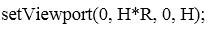 setViewport(0, H*R, 0, H);